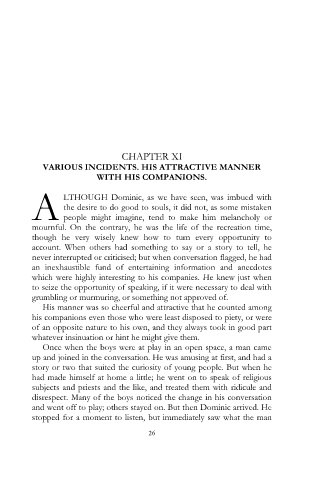 CHAPTER XI
VARIOUS INCIDENTS. HIS ATTRACTIVE MANNER
WITH HIS COMPANIONS.
ALTHOUGH Dominic, as we have seen, was imbued with
the desire to do good to souls, it did not, as some mistaken
people might imagine, tend to make him melancholy or
mournful. On the contrary, he was the life of the recreation time,
though he very wisely knew how to turn every opportunity to
account. When others had something to say or a story to tell, he
never interrupted or criticised; but when conversation flagged, he had
an inexhaustible fund of entertaining information and anecdotes
which were highly interesting to his companies. He knew just when
to seize the opportunity of speaking, if it were necessary to deal with
grumbling or murmuring, or something not approved of.
His manner was so cheerful and attractive that he counted among
his companions even those who were least disposed to piety, or were
of an opposite nature to his own, and they always took in good part
whatever insinuation or hint he might give them.
Once when the boys were at play in an open space, a man came
up and joined in the conversation. He was amusing at first, and had a
story or two that suited the curiosity of young people. But when he
had made himself at home a little; he went on to speak of religious
subjects and priests and the like, and treated them with ridicule and
disrespect. Many of the boys noticed the change in his conversation
and went off to play; others stayed on. But then Dominic arrived. He
stopped for a moment to listen, but immediately saw what the man
26